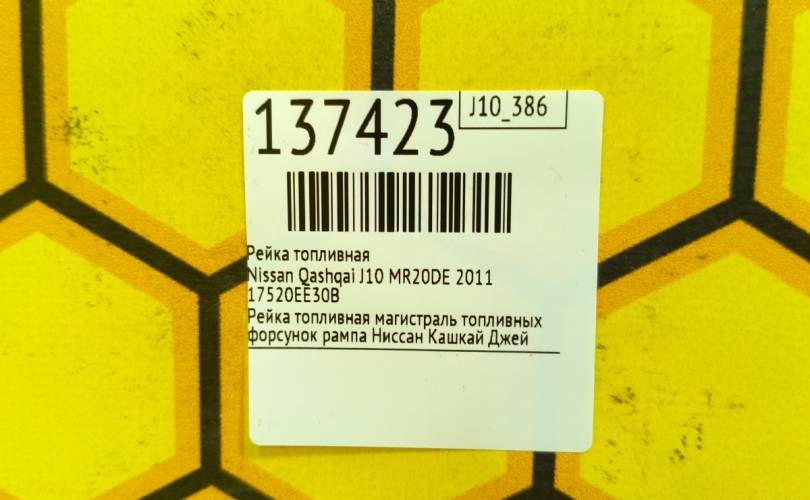 137423
J10_386
Рейка топливная
Nissan Qashqai J10 MR20DE 2011
17520EE30B
Рейка топливная магистраль топливных
форсунок рампа Ниссан Кашкай Джей